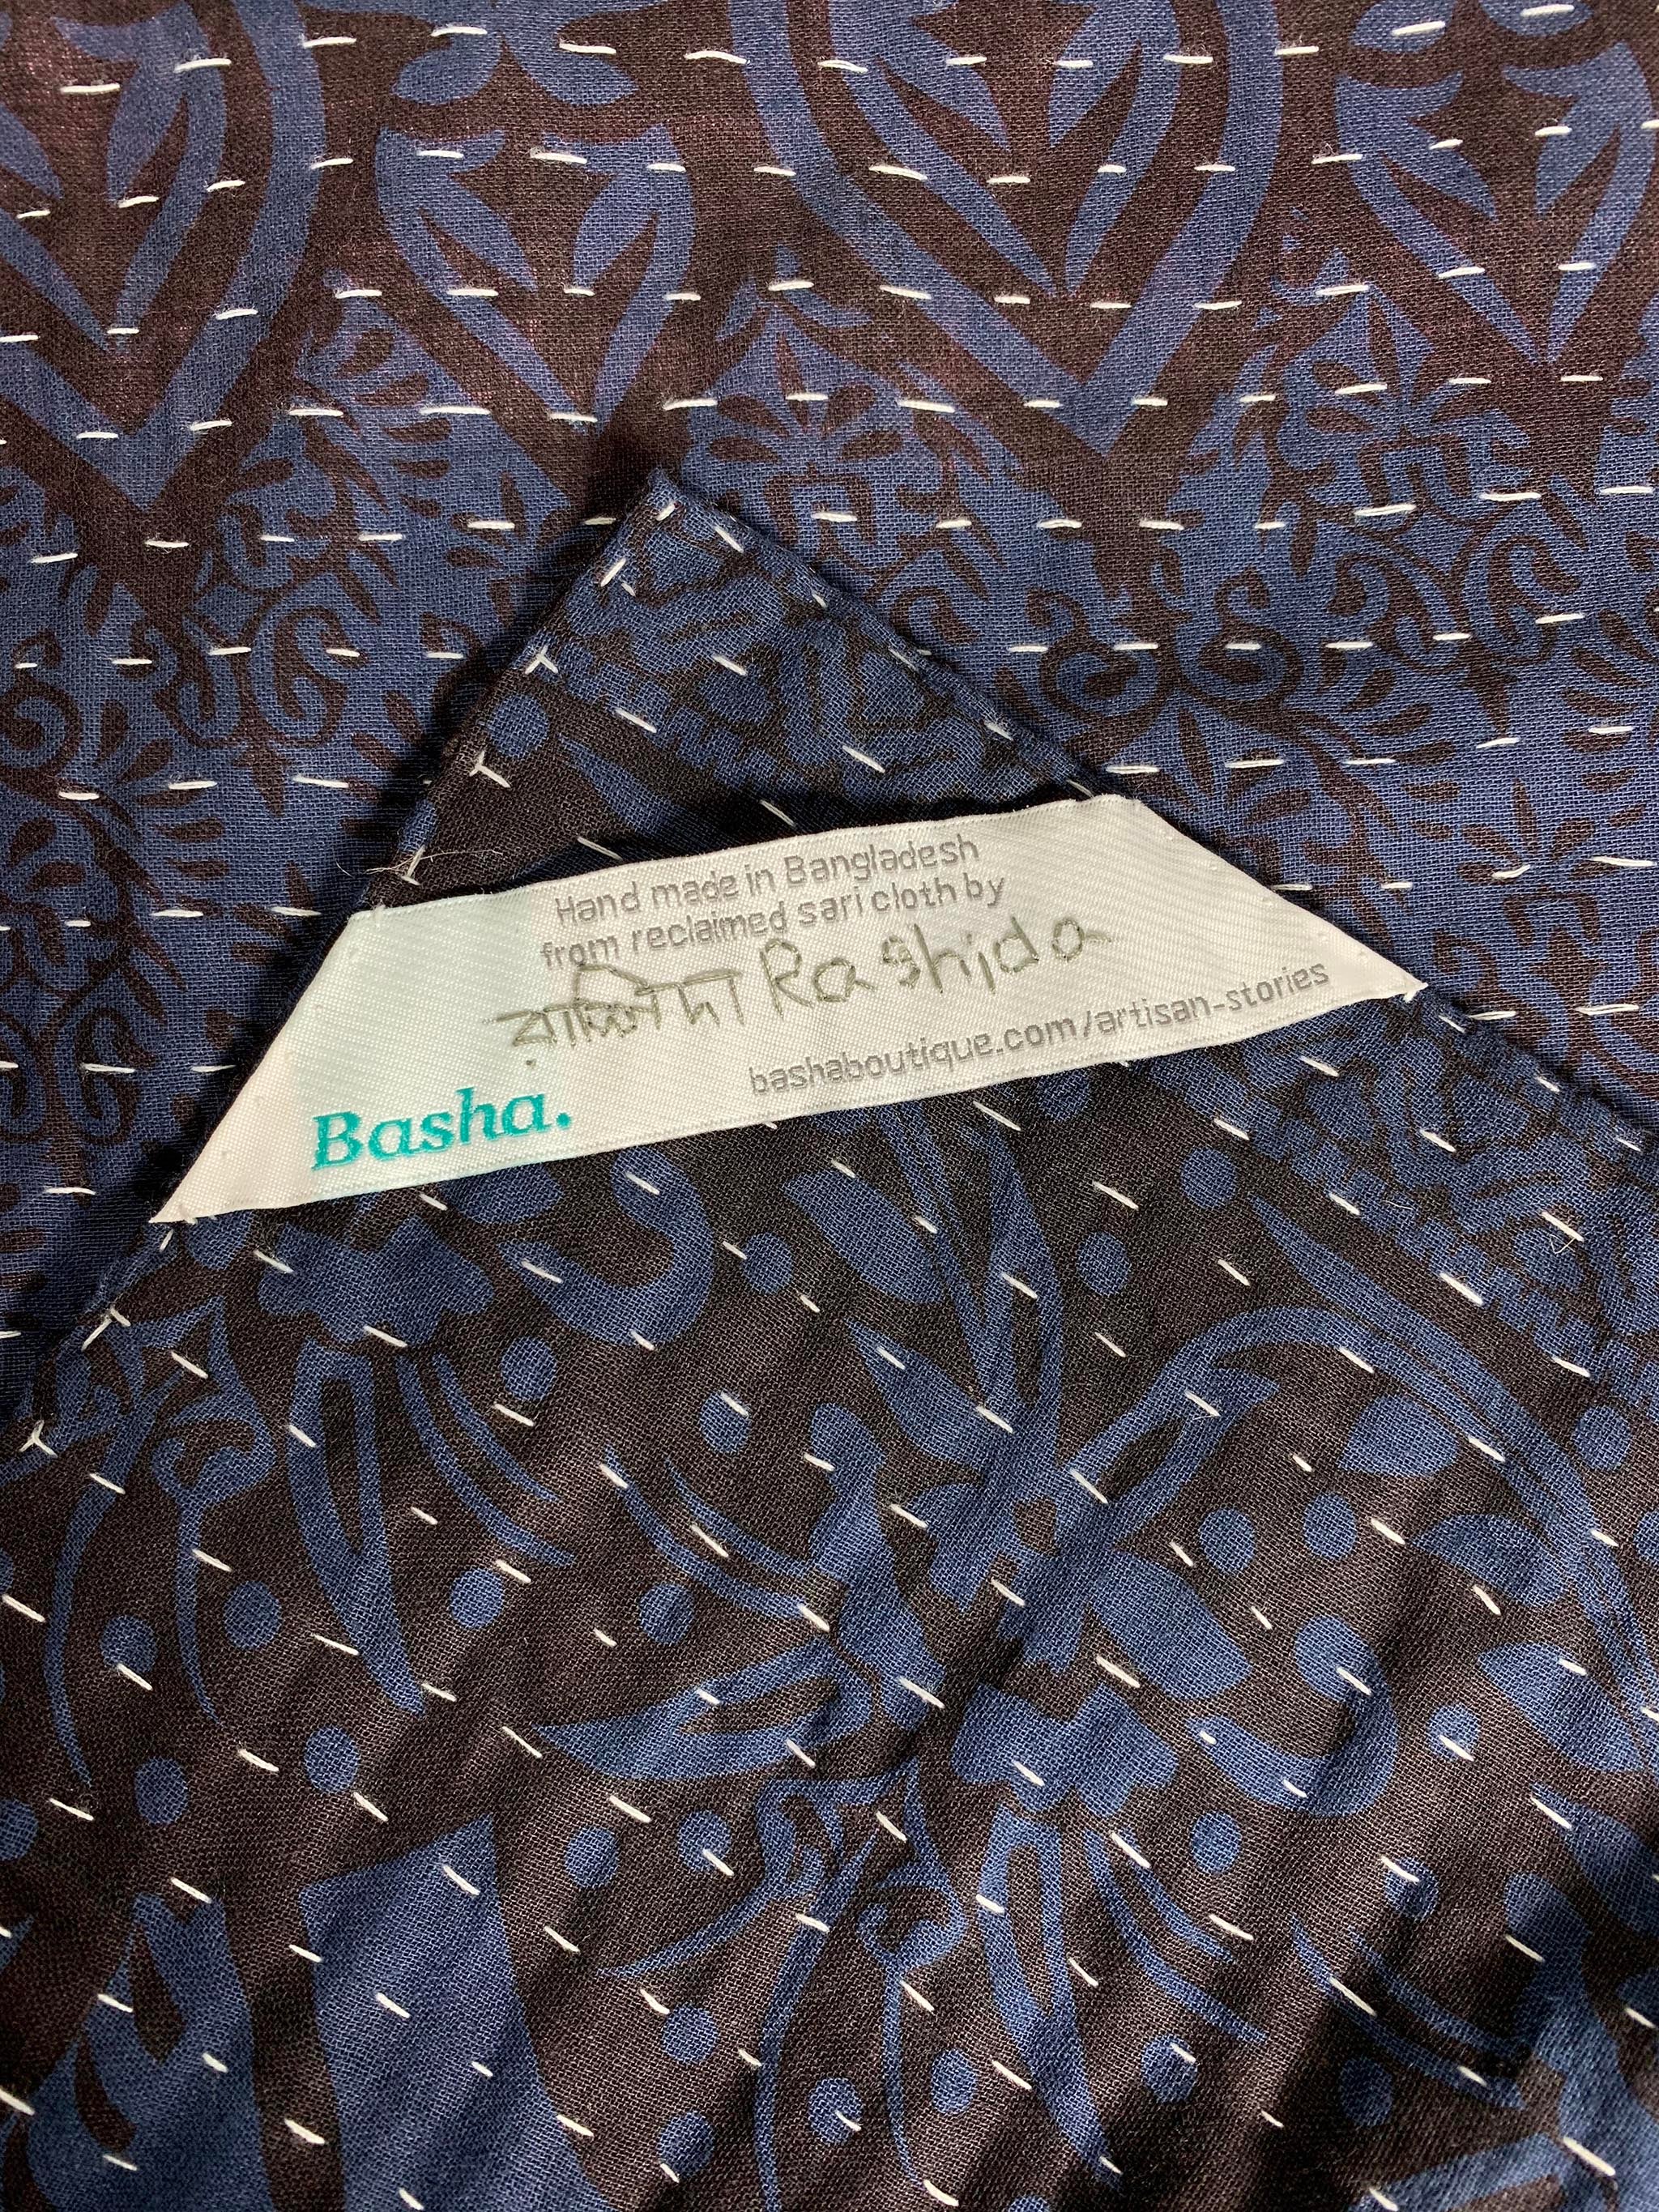 Hand made in Bangladesh
from reclaimed sari cloth by
রাশিদা Rashida
bashaboutique.com/artisan-stories
Basha.